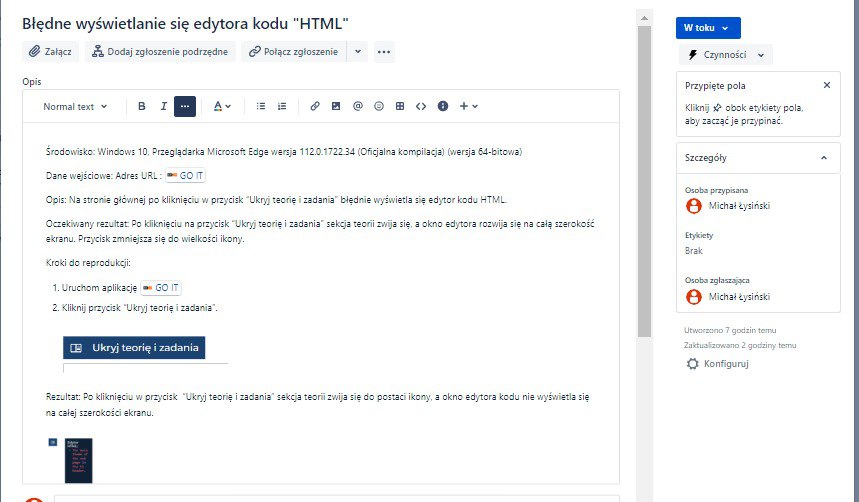 Błędne wyświetlanie się edytora kodu "HTML"
Załącz
Dodaj zgłoszenie podrzędne
Połącz zgłoszenie
Opis
Normal text
B I A
Środowisko: Windows 10, Przeglądarka Microsoft Edge wersja 112.0.1722.34 (Oficjalna kompilacja) (wersja 64-bitowa)
Dane wejściowe: Adres URL : GO IT
Opis: Na stronie głównej po kliknięciu w przycisk "Ukryj teorię i zadania" błędnie wyświetla się edytor kodu HTML.
Oczekiwany rezultat: Po kliknięciu na przycisk "Ukryj teorię i zadania" sekcja teorii zwija się, a okno edytora rozwija się na całą szerokość
ekranu. Przycisk zmniejsza się do wielkości ikony.
Kroki do reprodukcji:
1. Uruchom aplikację GO IT
2. Kliknij przycisk "Ukryj teorię i zadania".
Ukryj teorię i zadania
Rezultat: Po kliknięciu w przycisk "Ukryj teorię i zadania" sekcja teorii zwija się do postaci ikony, a okno edytora kodu nie wyświetla się
na całej szerokości ekranu.
W toku
Czynności
Przypięte pola
Kliknij obok etykiety pola,
aby zacząć je przypinać.
Szczegóły
Osoba przypisana
Michał Łysiński
Etykiety
Brak
Osoba zgłaszająca
Michał Łysiński
Utworzono 7 godzin temu
Zaktualizowano 2 godziny temu
Konfiguruj